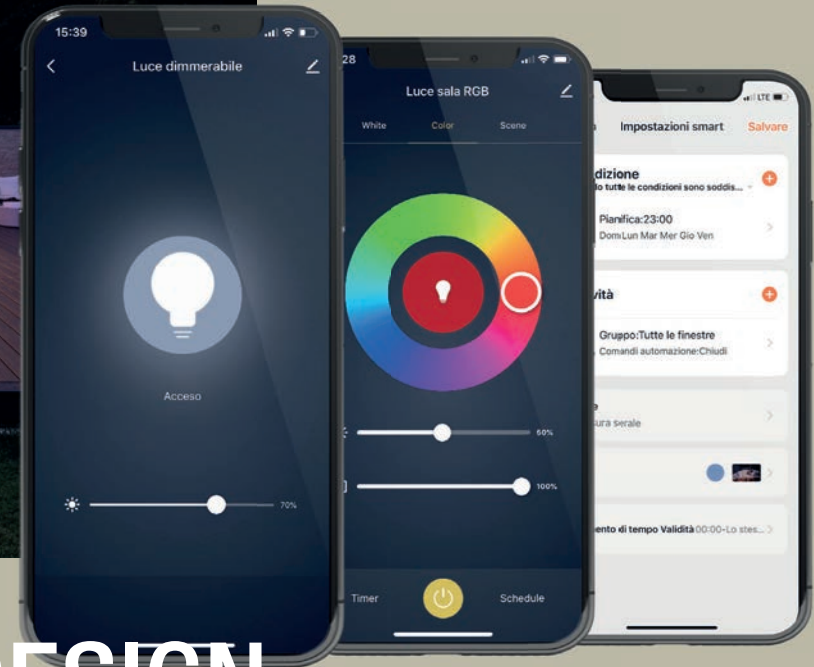 15:39
Luce dimmerabile
Acceso
70%
28
Luce sala RGB
White
Color
Scene
60%
100%
Timer
Schedule
LTE
Impostazioni smart
Salvare
dizione
lo tutte le condizioni sono soddis...
Pianifica:23:00
Dom Lun Mar Mer Gio Ven
vità
Gruppo:Tutte le finestre
Comandi automazione:Chiudi
ura serale
ento di tempo Validità 00:00-Lo stes...
DESIGN